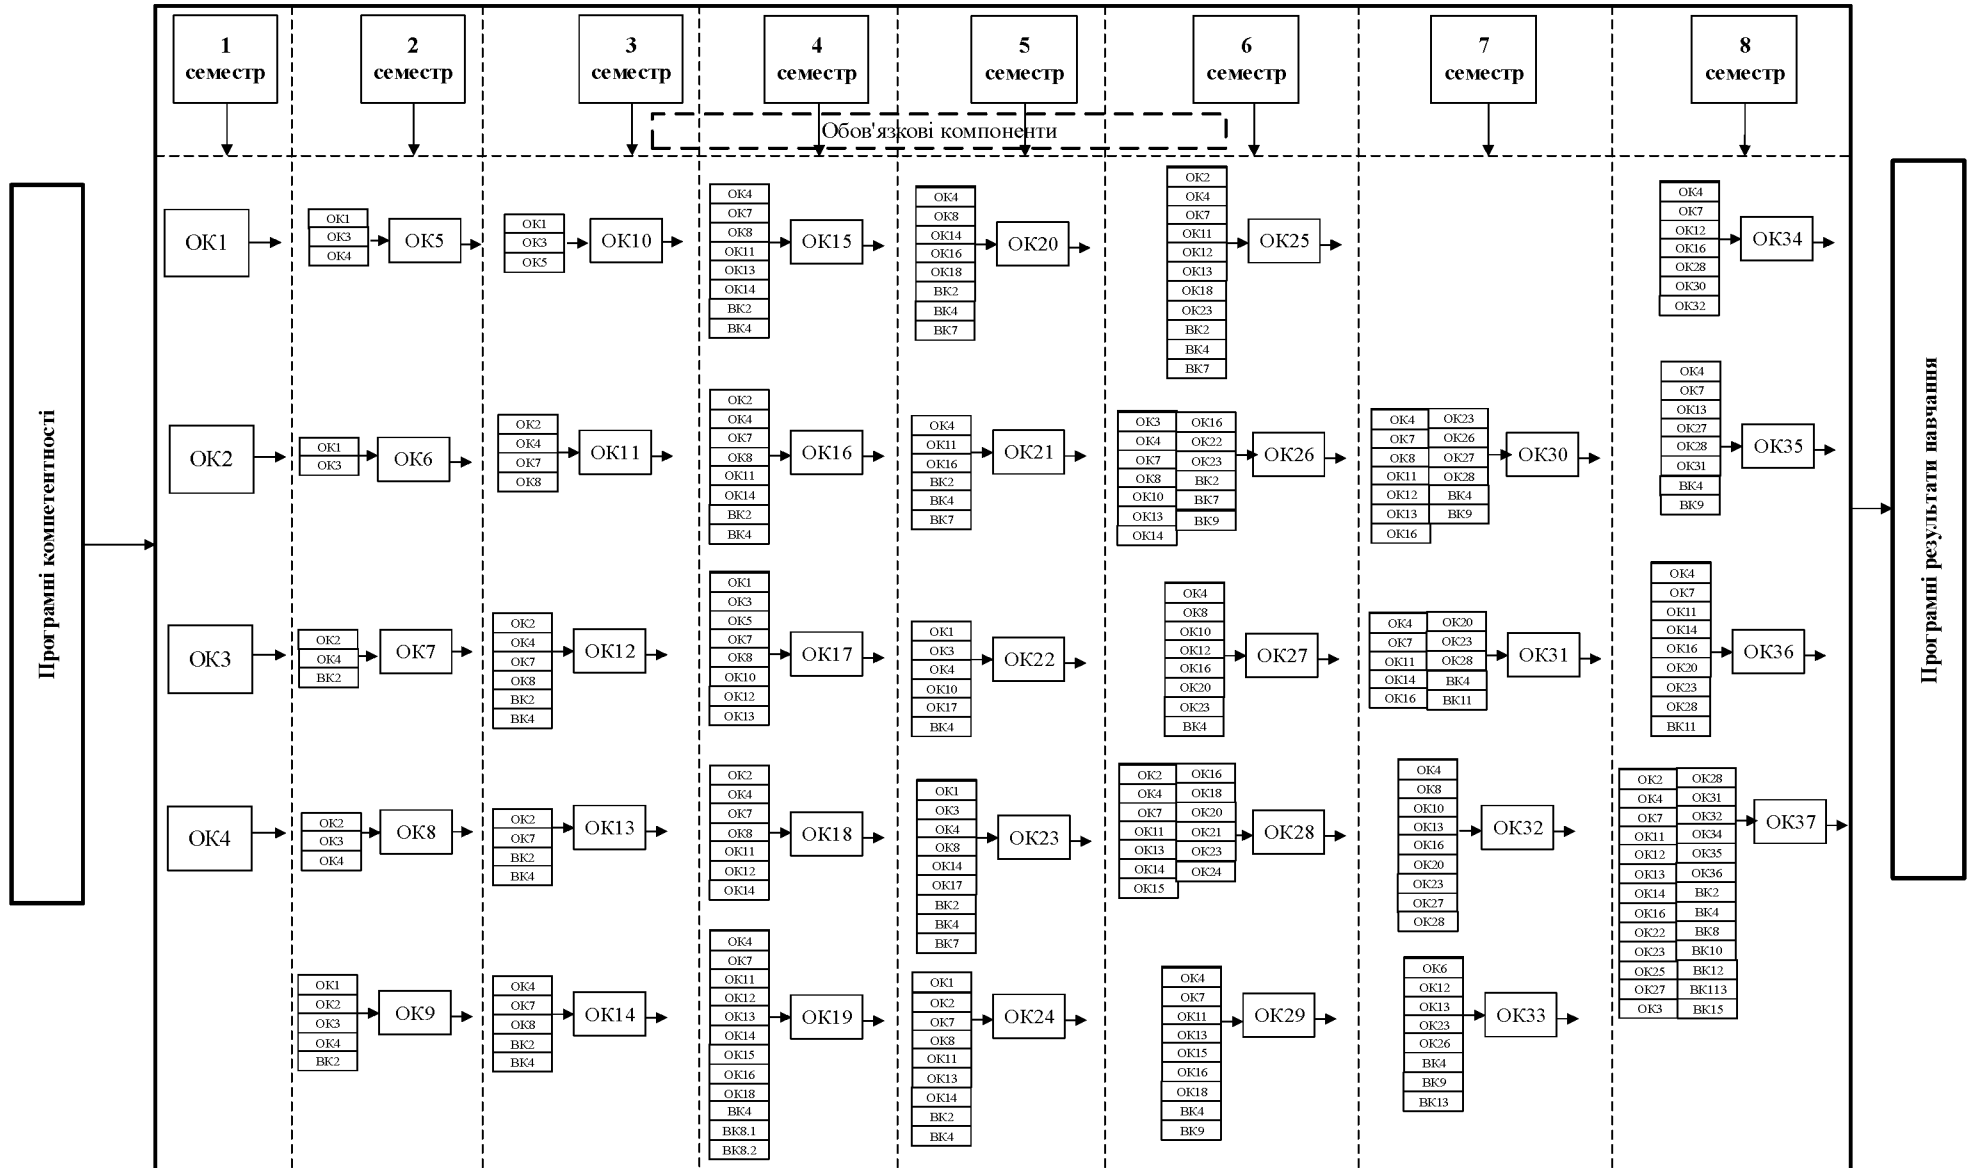 1
семестр
2
семестр
3
семестр
4
семестр
5
семестр
6
семестр
7
семестр
8
семестр
Обов'язкові компоненти
Програмні компетентності
ОК1
ОК1
ОК3
ОК4
ОК5
ОК1
ОК3
ОК5
ОК10
ОК4
ОК7
ОК8
ОК11
ОК13
ОК14
ВК2
ВК4
ОК15
ОК4
ОК8
ОК14
ОК16
ОК18
ВК2
ВК4
ВК7
ОК20
ОК2
ОК4
ОК7
ОК11
ОК12
ОК13
ОК18
ОК23
ВК2
ВК4
ВК7
ОК25
ОК4
ОК7
ОК12
ОК16
ОК28
ОК30
ОК32
ОК34
ОК2
ОК1
ОК3
ОК6
ОК2
ОК4
ОК7
ОК8
ОК11
ОК2
ОК4
ОК7
ОК8
ОК11
ОК14
ВК2
ВК4
ОК16
ОК4
ОК11
ОК16
ВК2
ВК4
ВК7
ОК21
ОК3
ОК4
ОК7
ОК8
ОК10
ОК13
ОК14
ОК16
ОК22
ОК23
ВК2
ВК7
ВК9
ОК26
ОК4
ОК7
ОК8
ОК11
ОК12
ОК13
ОК16
ОК23
ОК26
ОК27
ОК28
ВК4
ВК9
ОК30
ОК4
ОК7
ОК13
ОК27
ОК28
ОК31
ВК4
ВК9
ОК35
ОК3
ОК2
ОК4
ВК2
ОК7
ОК2
ОК4
ОК7
ОК8
ВК2
ВК4
ОК12
ОК1
ОК3
ОК5
ОК7
ОК8
ОК10
ОК12
ОК13
ОК17
ОК1
ОК3
ОК4
ОК10
ОК17
ВК4
ОК22
ОК4
ОК8
ОК10
ОК12
ОК16
ОК20
ОК23
ВК4
ОК27
ОК4
ОК7
ОК11
ОК14
ОК16
ОК20
ОК23
ОК28
ВК4
ВК11
ОК31
ОК4
ОК7
ОК11
ОК14
ОК16
ОК20
ОК23
ОК28
ВК11
ОК36
ОК4
ОК2
ОК3
ОК4
ОК8
ОК2
ОК7
ВК2
ВК4
ОК13
ОК2
ОК4
ОК7
ОК8
ОК11
ОК12
ОК14
ОК18
ОК1
ОК3
ОК4
ОК8
ОК14
ОК17
ВК2
ВК4
ВК7
ОК23
ОК2
ОК4
ОК7
ОК11
ОК13
ОК14
ОК15
ОК16
ОК18
ОК20
ОК21
ОК23
ОК24
ОК28
ОК4
ОК8
ОК10
ОК13
ОК16
ОК20
ОК23
ОК27
ОК28
ОК32
ОК2
ОК4
ОК7
ОК11
ОК12
ОК13
ОК14
ОК16
ОК22
ОК23
ОК25
ОК27
ОК3
ОК28
ОК31
ОК32
ОК34
ОК35
ОК36
ВК2
ВК4
ВК8
ВК10
ВК12
ВК113
ВК15
ОК37
ОК1
ОК2
ОК3
ОК4
ВК2
ОК9
ОК4
ОК7
ОК8
ВК2
ВК4
ОК14
ОК4
ОК7
ОК11
ОК12
ОК13
ОК14
ОК15
ОК16
ОК18
ВК4
ВК8.1
ВК8.2
ОК19
ОК1
ОК2
ОК7
ОК8
ОК11
ОК13
ОК14
ВК2
ВК4
ОК24
ОК4
ОК7
ОК11
ОК13
ОК15
ОК16
ОК18
ВК4
ВК9
ОК29
ОК6
ОК12
ОК13
ОК23
ОК26
ВК4
ВК9
ВК13
ОК33
Програмні результати навчання